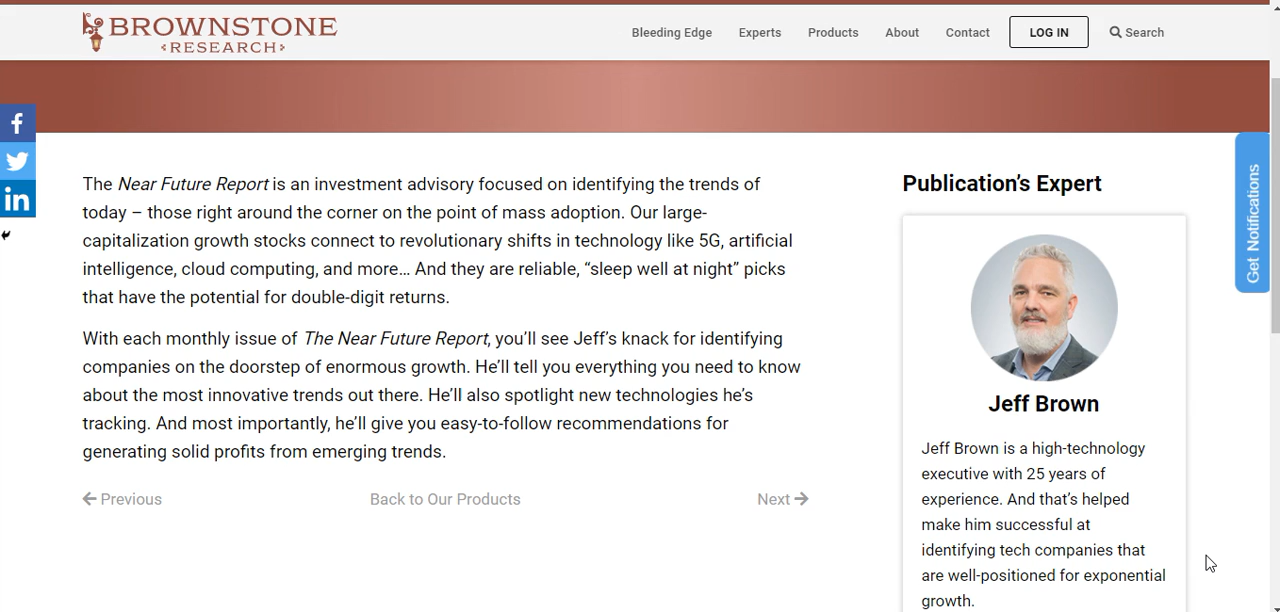 BROWNSTONE
RESEARCH
Bleeding Edge
Experts
Products
About
Contact
LOG IN
Search
Get Notifications
The Near Future Report is an investment advisory focused on identifying the trends of
today – those right around the corner on the point of mass adoption. Our large-
capitalization growth stocks connect to revolutionary shifts in technology like 5G, artificial
intelligence, cloud computing, and more… And they are reliable, “sleep well at night” picks
that have the potential for double-digit returns.
With each monthly issue of The Near Future Report, you’ll see Jeff’s knack for identifying
companies on the doorstep of enormous growth. He’ll tell you everything you need to know
about the most innovative trends out there. He’ll also spotlight new technologies he’s
tracking. And most importantly, he’ll give you easy-to-follow recommendations for
generating solid profits from emerging trends.
Previous
Back to Our Products
Next
Publication’s Expert
Jeff Brown
Jeff Brown is a high-technology
executive with 25 years of
experience. And that’s helped
make him successful at
identifying tech companies that
are well-positioned for exponential
growth.